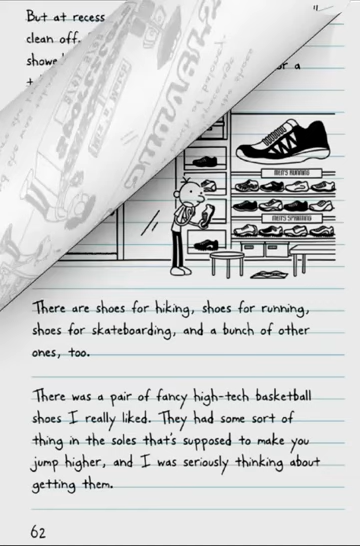 But at recess
clean off.
showe
or a
MEN'S RUNNING
There are shoes for hiking, shoes for running,
shoes for skateboarding, and a bunch of other
ones, too.
There was a pair of fancy high-tech basketball
shoes I really liked. They had some sort of
thing in the soles that's supposed to make you
jump higher, and I was seriously thinking about
getting them.
62